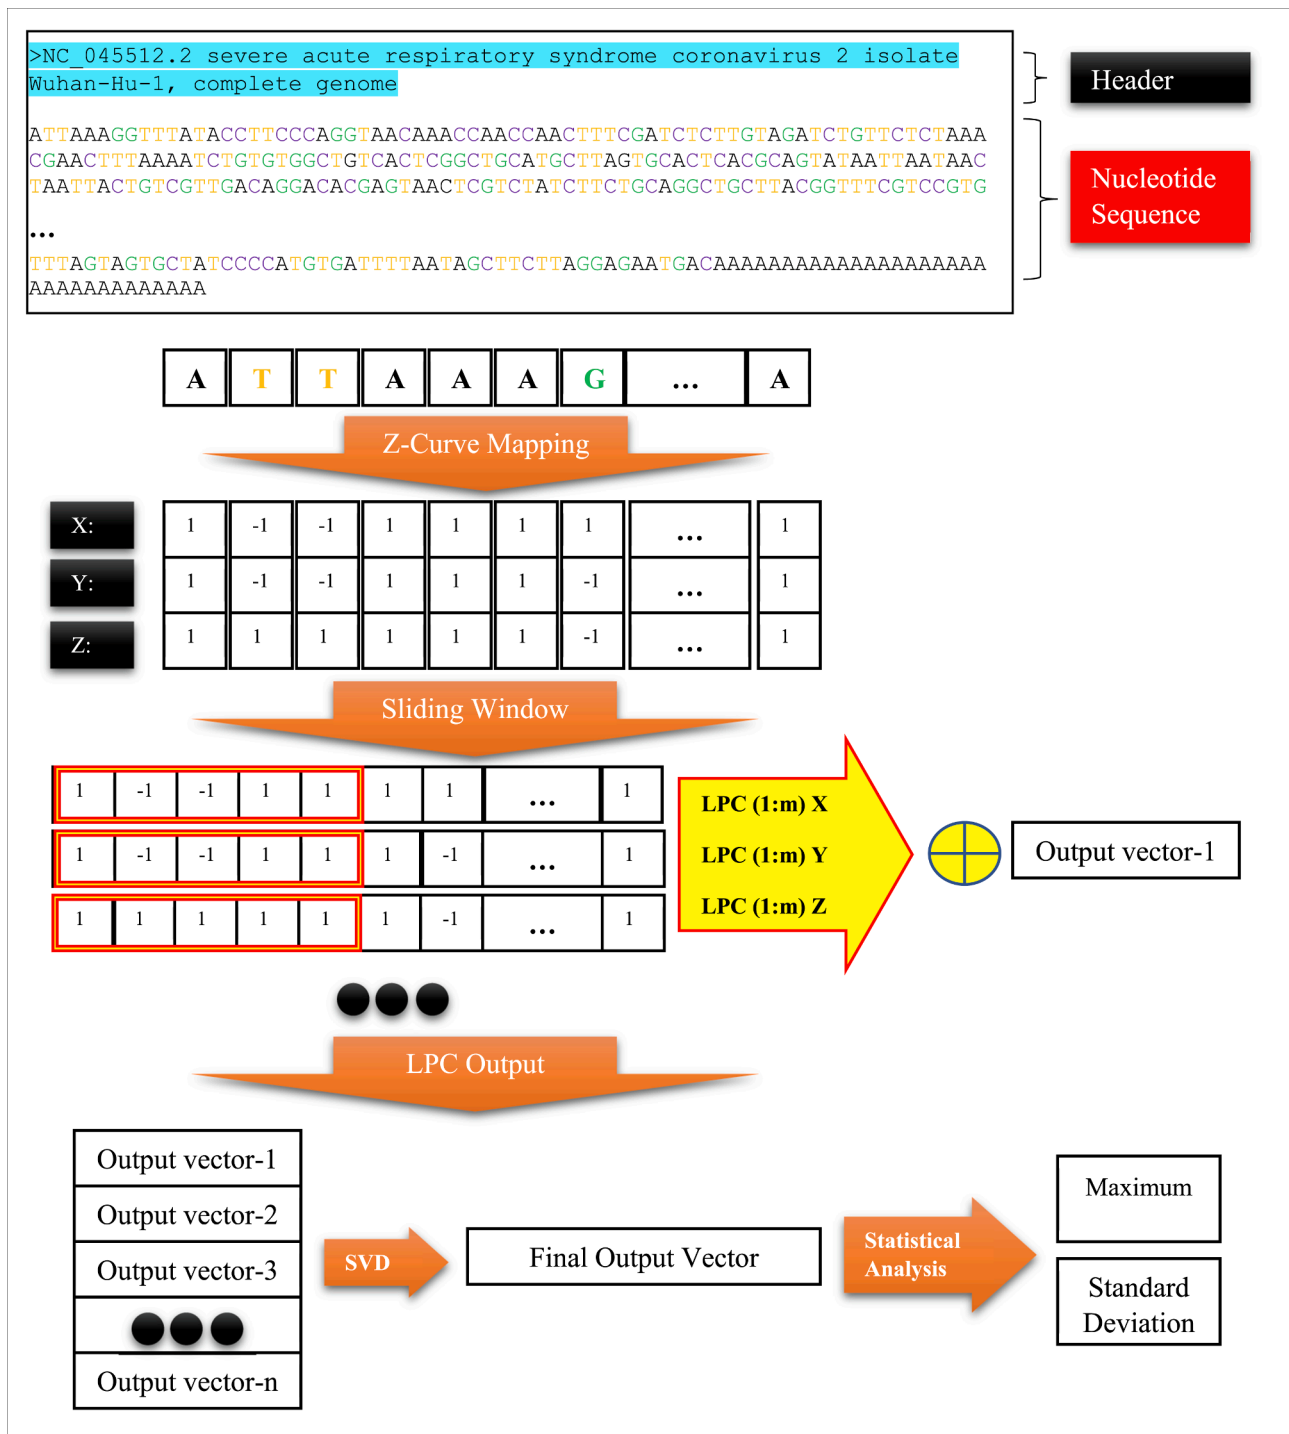 >NC_045512.2 severe acute respiratory syndrome coronavirus 2 isolate
Wuhan-Hu-1, complete genome
Header
ATTAAAGGTTTATACCTTCCCAGGTAACAAACCAACCAACTTTCGATCTCTTGTAGATCTGTTCTCTAAA
CGAACTTTAAAATCTGTGTGGCTGTCACTCGGCTGCATGCTTAGTGCACTCACGCAGTATAATTAATAAC
TAATTACTGTCGTTGACAGGACACGAGTAACTCGTCTATCTTCTGCAGGCTGCTTACGGTTTCGTCCGTG
...
TTTAGTAGTGCTATCCCCATGTGATTTTAATAGCTTCTTAGGAGAATGACAAAAAAAAAAAAAAAAAAAA
AAAAAAAAAAAAA
Nucleotide
Sequence
A T T A A A G ... A
Z-Curve Mapping
X: 1 -1 -1 1 1 1 1 ... 1
Y: 1 -1 -1 1 1 1 -1 ... 1
Z: 1 1 1 1 1 1 -1 ... 1
Sliding Window
1 -1 -1 1 1 1 1 ... 1
1 -1 -1 1 1 1 -1 ... 1
1 1 1 1 1 1 -1 ... 1
LPC (1:m) X
LPC (1:m) Y
LPC (1:m) Z
Output vector-1
LPC Output
Output vector-1
Output vector-2
Output vector-3
Output vector-n
SVD
Final Output Vector
Statistical
Analysis
Maximum
Standard
Deviation